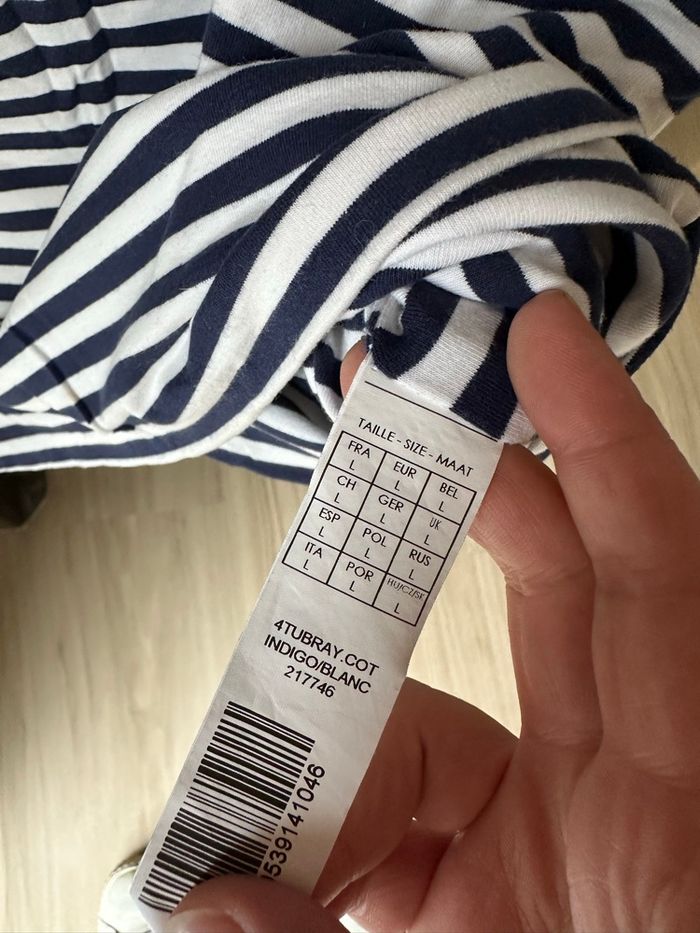 TAILLE - SIZE - MAAT
FRA EUR BEL
L L L
CH GER UK
L L L
ESP POL RUS
L L L
ITA POR HU/CZ/SK
L L L
4TUBRAY.COT
INDIGO/BLANC
217746
539141046